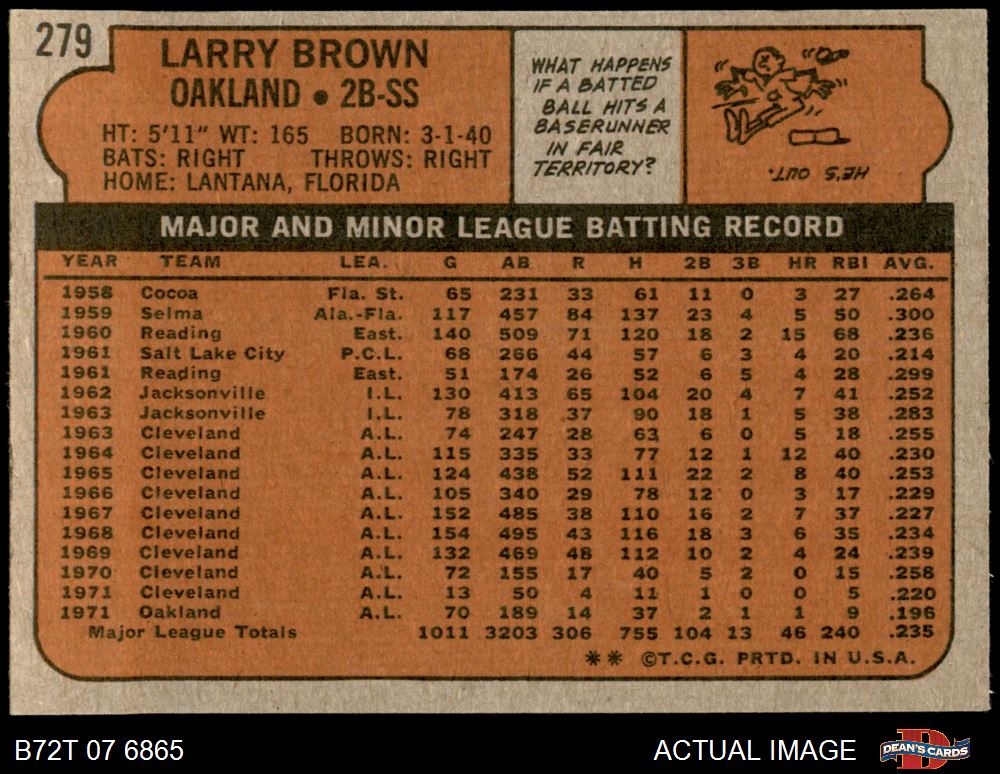 279
LARRY BROWN
OAKLAND • 2B-SS
HT: 5'11" WT: 165 BORN: 3-1-40
BATS: RIGHT THROWS: RIGHT
HOME: LANTANA, FLORIDA
WHAT HAPPENS
IF A BATTED
BALL HITS A
BASERUNNER
IN FAIR
TERRITORY?
HE'S OUT.
MAJOR AND MINOR LEAGUE BATTING RECORD
YEAR TEAM LEA. G AB R H 2B 3B HR RBI AVG.
1958 Cocoa Fla. St. 65 231 33 61 11 0 3 27 .264
1959 Selma Ala.-Fla. 117 457 84 137 23 4 5 50 .300
1960 Reading East. 140 509 71 120 18 2 15 68 .236
1961 Salt Lake City P.C.L. 68 266 44 57 6 3 4 20 .214
1961 Reading East. 51 174 26 52 6 5 4 28 .299
1962 Jacksonville I.L. 130 413 65 104 20 4 7 41 .252
1963 Jacksonville I.L. 78 318 37 90 18 1 5 38 .283
1963 Cleveland A.L. 74 247 28 63 6 0 5 18 .255
1964 Cleveland A.L. 115 335 33 77 12 1 12 40 .230
1965 Cleveland A.L. 124 438 52 111 22 2 8 40 .253
1966 Cleveland A.L. 105 340 29 78 12 0 3 17 .229
1967 Cleveland A.L. 152 485 38 110 16 2 7 37 .227
1968 Cleveland A.L. 154 495 43 116 18 3 6 35 .234
1969 Cleveland A.L. 132 469 48 112 10 2 4 24 .239
1970 Cleveland A.L. 72 155 17 40 5 2 0 15 .258
1971 Cleveland A.L. 13 50 4 11 1 0 0 5 .220
1971 Oakland A.L. 70 189 14 37 2 1 1 9 .196
Major League Totals 1011 3203 306 755 104 13 46 240 .235
** ©T.C.G. PRTD. IN U.S.A.
B72T 07 6865
ACTUAL IMAGE
DEAN'S CARDS